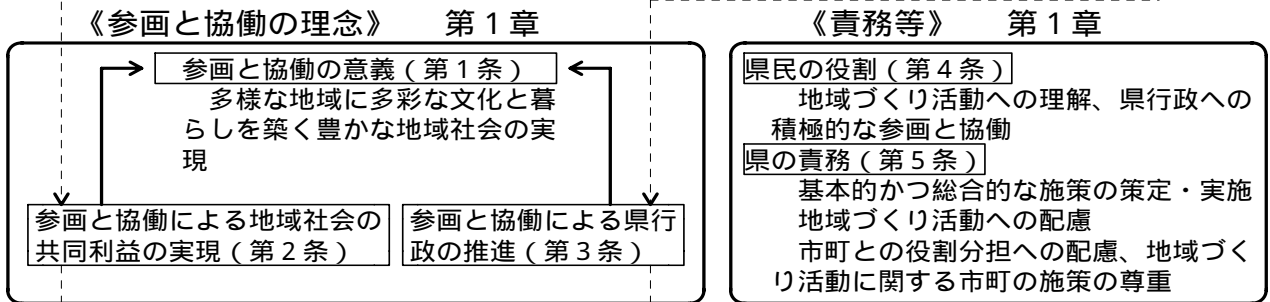 《参画と協働の理念》　　第１章
参画と協働の意義（第１条）
多様な地域に多彩な文化と暮
らしを築く豊かな地域社会の実
現
参画と協働による地域社会の
共同利益の実現（第２条）
参画と協働による県行
政の推進（第３条）
《責務等》　　第１章
県民の役割（第４条）
地域づくり活動への理解、県行政への
積極的な参画と協働
県の責務（第５条）
基本的かつ総合的な施策の策定・実施
地域づくり活動への配慮
市町との役割分担への配慮、地域づく
り活動に関する市町の施策の尊重